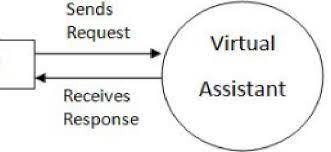 Sends
Request
Virtual
Assistant
Receives
Response